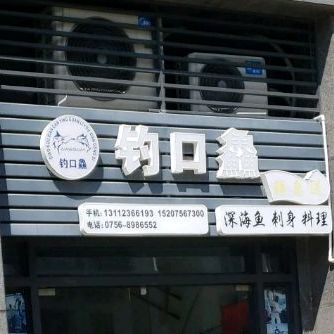 钓口鑫
钓口鑫
手机:13112366193 15207567300
电话:0756-8986552
深海鱼 刺身 料理